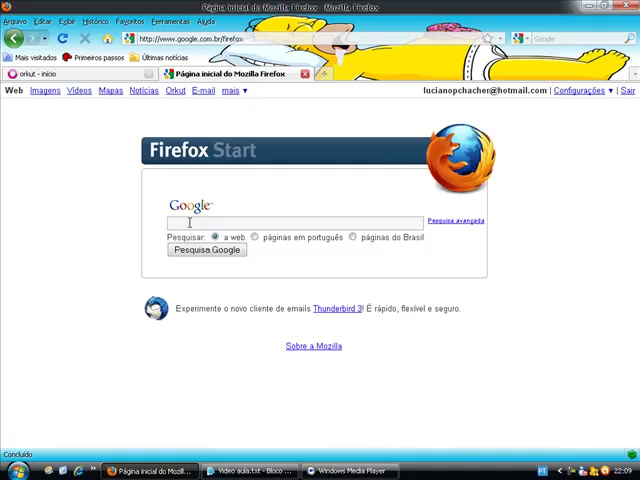 Página inicial do Mozilla Firefox - Mozilla Firefox
Arquivo Editar Exibir Histórico Favoritos Ferramentas Ajuda
http://www.google.com.br/firefox
Google
Mais visitados Primeiros passos Últimas notícias
orkut - início Página inicial do Mozilla Firefox
Web Imagens Vídeos Mapas Notícias Orkut E-mail mais ▼ lucianopchacher@hotmail.com | Configurações ▼ | Sair
Firefox Start
Google™
Pesquisa avançada
Pesquisar: a web páginas em português páginas do Brasil
Pesquisa Google
Experimente o novo cliente de emails Thunderbird 3! É rápido, flexível e seguro.
Sobre a Mozilla
Concluído
Página inicial do Mozill... Video aula.txt - Bloco ... Windows Media Player PT 22:09